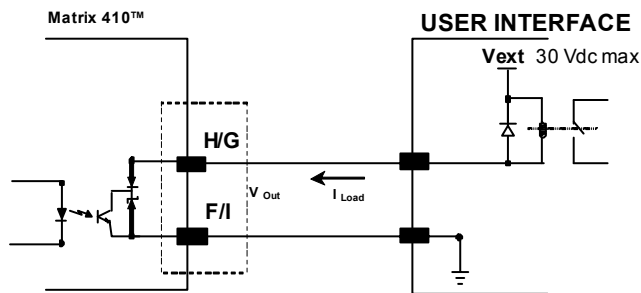 Matrix 410™
USER INTERFACE
Vext 30 Vdc max
H/G
V Out
I Load
F/I